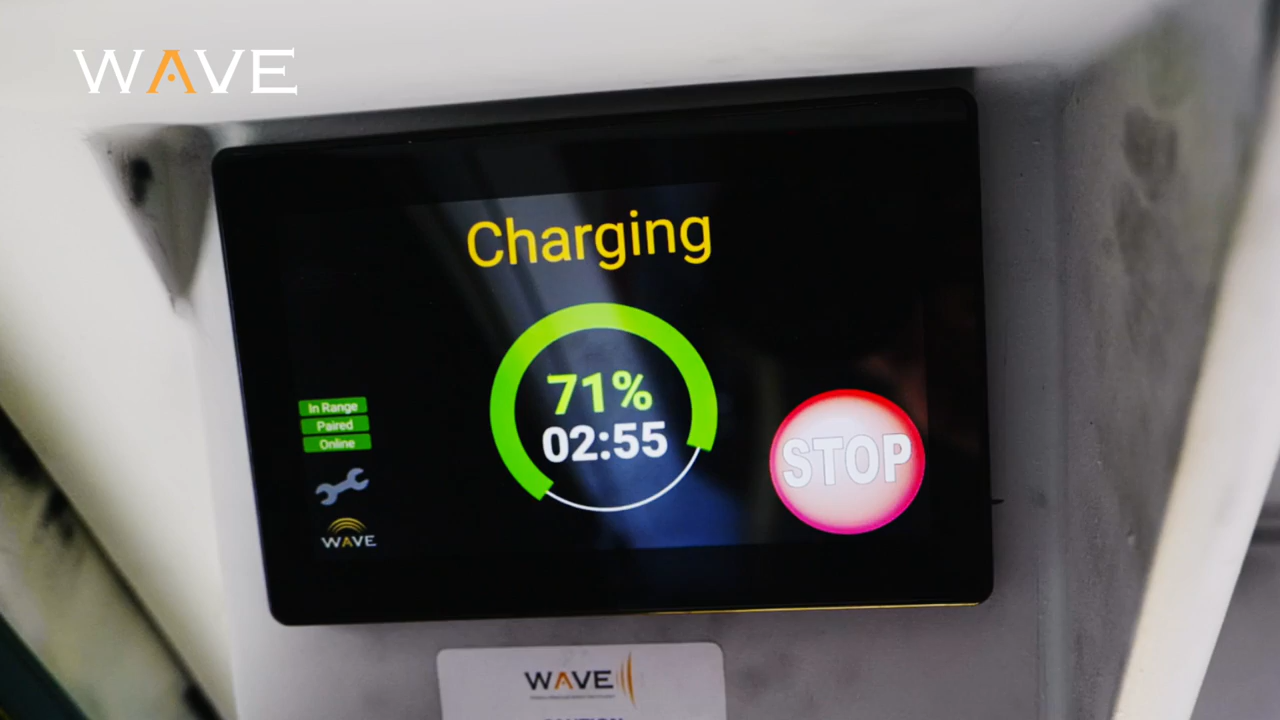 WAVE
Charging
71%
02:55
In Range
Paired
Online
STOP
WAVE
WAVE